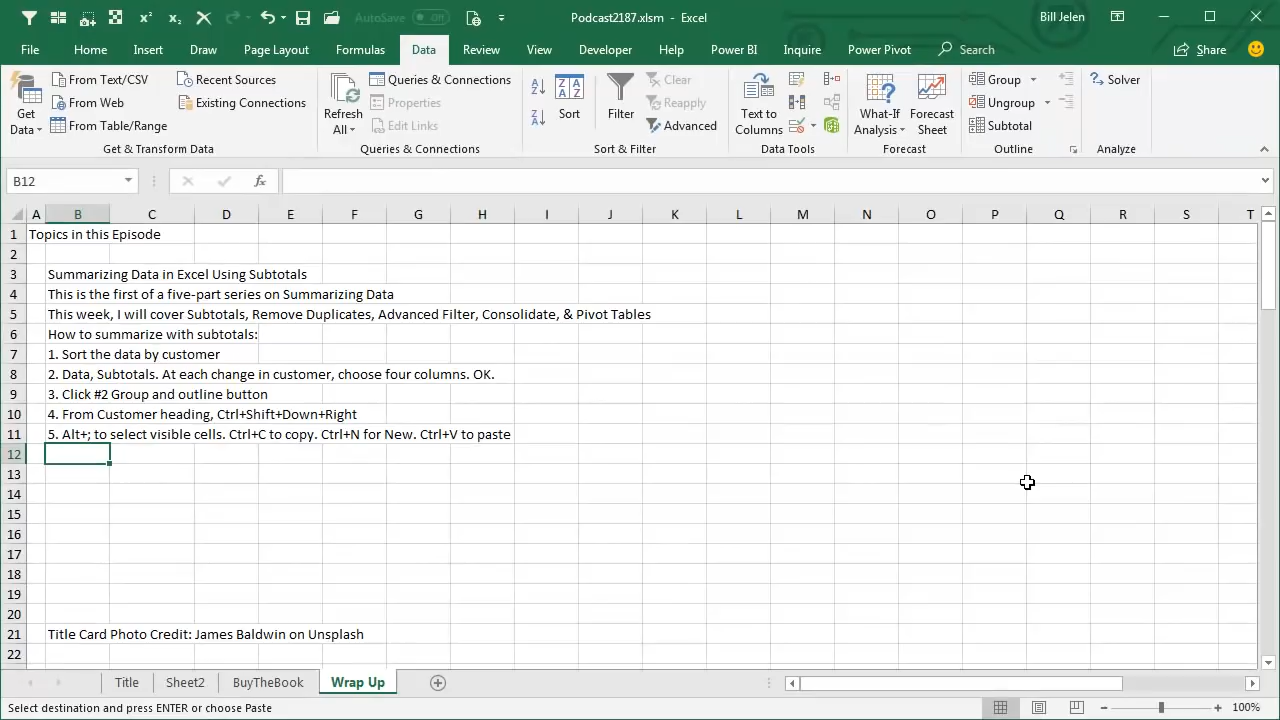 AutoSave Off
Podcast2187.xlsm - Excel
Bill Jelen
File Home Insert Draw Page Layout Formulas Data Review View Developer Help Power BI Inquire Power Pivot Search Share
Get Data
From Text/CSV
From Web
From Table/Range
Recent Sources
Existing Connections
Get & Transform Data
Refresh All
Queries & Connections
Properties
Edit Links
Queries & Connections
Sort
Filter
Clear
Reapply
Advanced
Sort & Filter
Text to Columns
Data Tools
What-If Analysis
Forecast Sheet
Forecast
Group
Ungroup
Subtotal
Outline
Solver
Analyze
B12
fx
A B C D E F G H I J K L M N O P Q R S T
1 Topics in this Episode
2
3 Summarizing Data in Excel Using Subtotals
4 This is the first of a five-part series on Summarizing Data
5 This week, I will cover Subtotals, Remove Duplicates, Advanced Filter, Consolidate, & Pivot Tables
6 How to summarize with subtotals:
7 1. Sort the data by customer
8 2. Data, Subtotals. At each change in customer, choose four columns. OK.
9 3. Click #2 Group and outline button
10 4. From Customer heading, Ctrl+Shift+Down+Right
11 5. Alt+; to select visible cells. Ctrl+C to copy. Ctrl+N for New. Ctrl+V to paste
12
13
14
15
16
17
18
19
20
21 Title Card Photo Credit: James Baldwin on Unsplash
22
Title Sheet2 BuyTheBook Wrap Up
Select destination and press ENTER or choose Paste
100%